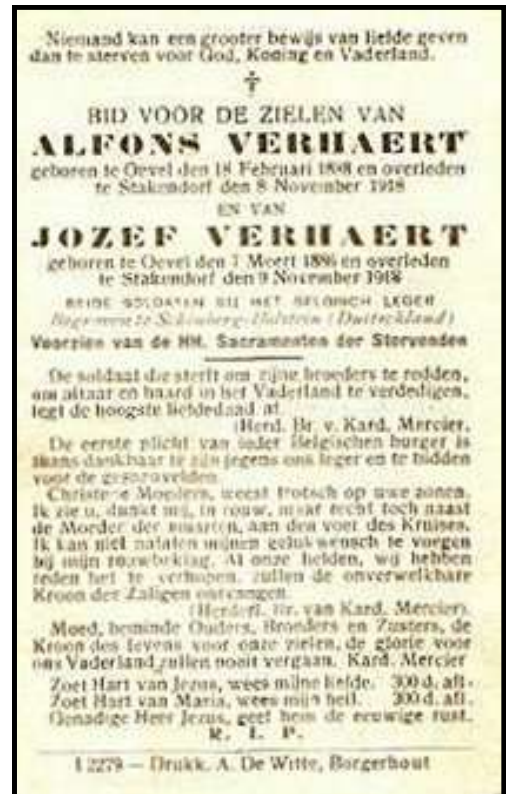 Niemand kan een grooter bewijs van liefde geven
dan te sterven voor God, Koning en Vaderland.
†
BID VOOR DE ZIELEN VAN
ALFONS VERHAERT
geboren te Oevel den 18 Februari 1888 en overleden
te Stakendorf den 8 November 1918
EN VAN
JOZEF VERHAERT
geboren te Oevel den 7 Meert 1886 en overleden
te Stakendorf den 9 November 1918
BEIDE SOLDATEN BIJ HET BELGISCH LEGER
Begraven te Schönberg-Holstein (Duitschland)
Voorzien van de HH. Sacramenten der Stervenden
De soldaat die sterft om zijne broeders te redden,
om altaar en haard in het Vaderland te verdedigen,
legt de hoogste liefdedaad af.
(Herd. Br. v. Kard. Mercier.
De eerste plicht van ieder Belgischen burger is
thans dankbaar te zijn jegens ons leger en te bidden
voor de gesneuvelden.
Christene Moeders, weest trotsch op uwe zonen.
Ik zie u, dunkt mij, in rouw, maar recht toch naast
de Moeder der smarten, aan den voet des Kruises.
Ik kan niet nalaten mijnen gelukwensch te voegen
bij mijn rouwbeklag. Al onze helden, wij hebben
reden het te verhopen, zullen de onverwelkbare
Kroon der Zaligen ontvangen.
(Herderl. Br. van Kard. Mercier).
Moed, beminde Ouders, Broeders en Zusters, de
Kroon des levens voor onze zielen, de glorie voor
ons Vaderland zullen nooit vergaan. Kard. Mercier
Zoet Hart van Jezus, wees mijne liefde. 300 d. afl.
Zoet Hart van Maria, wees mijn heil. 300 d. afl.
Genadige Heer Jezus, geef hem de eeuwige rust.
R. I. P.
12279 — Drukk. A. De Witte, Borgerhout